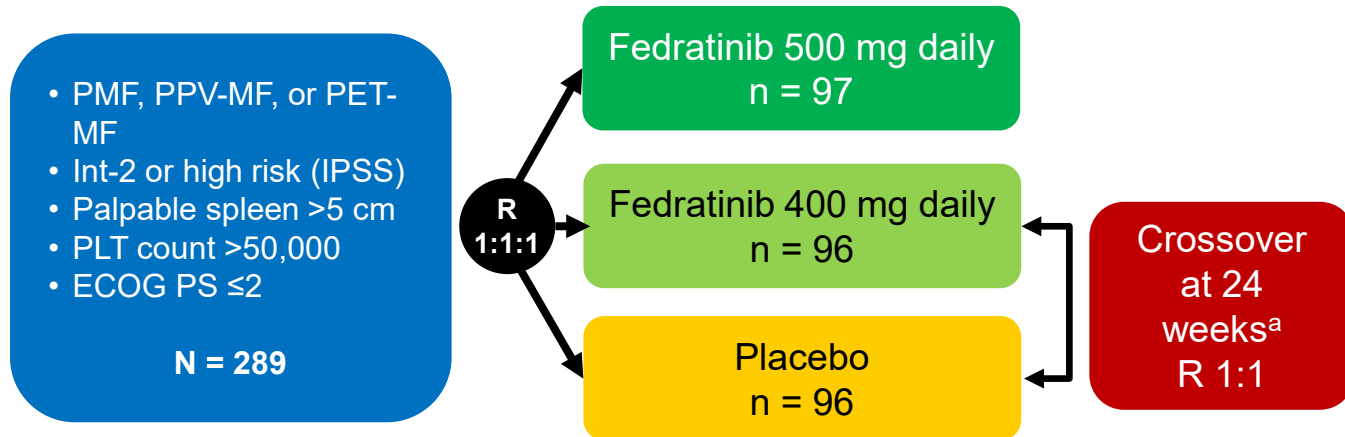 • PMF, PPV-MF, or PET-
MF
• Int-2 or high risk (IPSS)
• Palpable spleen >5 cm
• PLT count >50,000
• ECOG PS ≤2
N = 289
R
1:1:1
Fedratinib 500 mg daily
n = 97
Fedratinib 400 mg daily
n = 96
Placebo
n = 96
Crossover
at 24
weeksᵃ
R 1:1